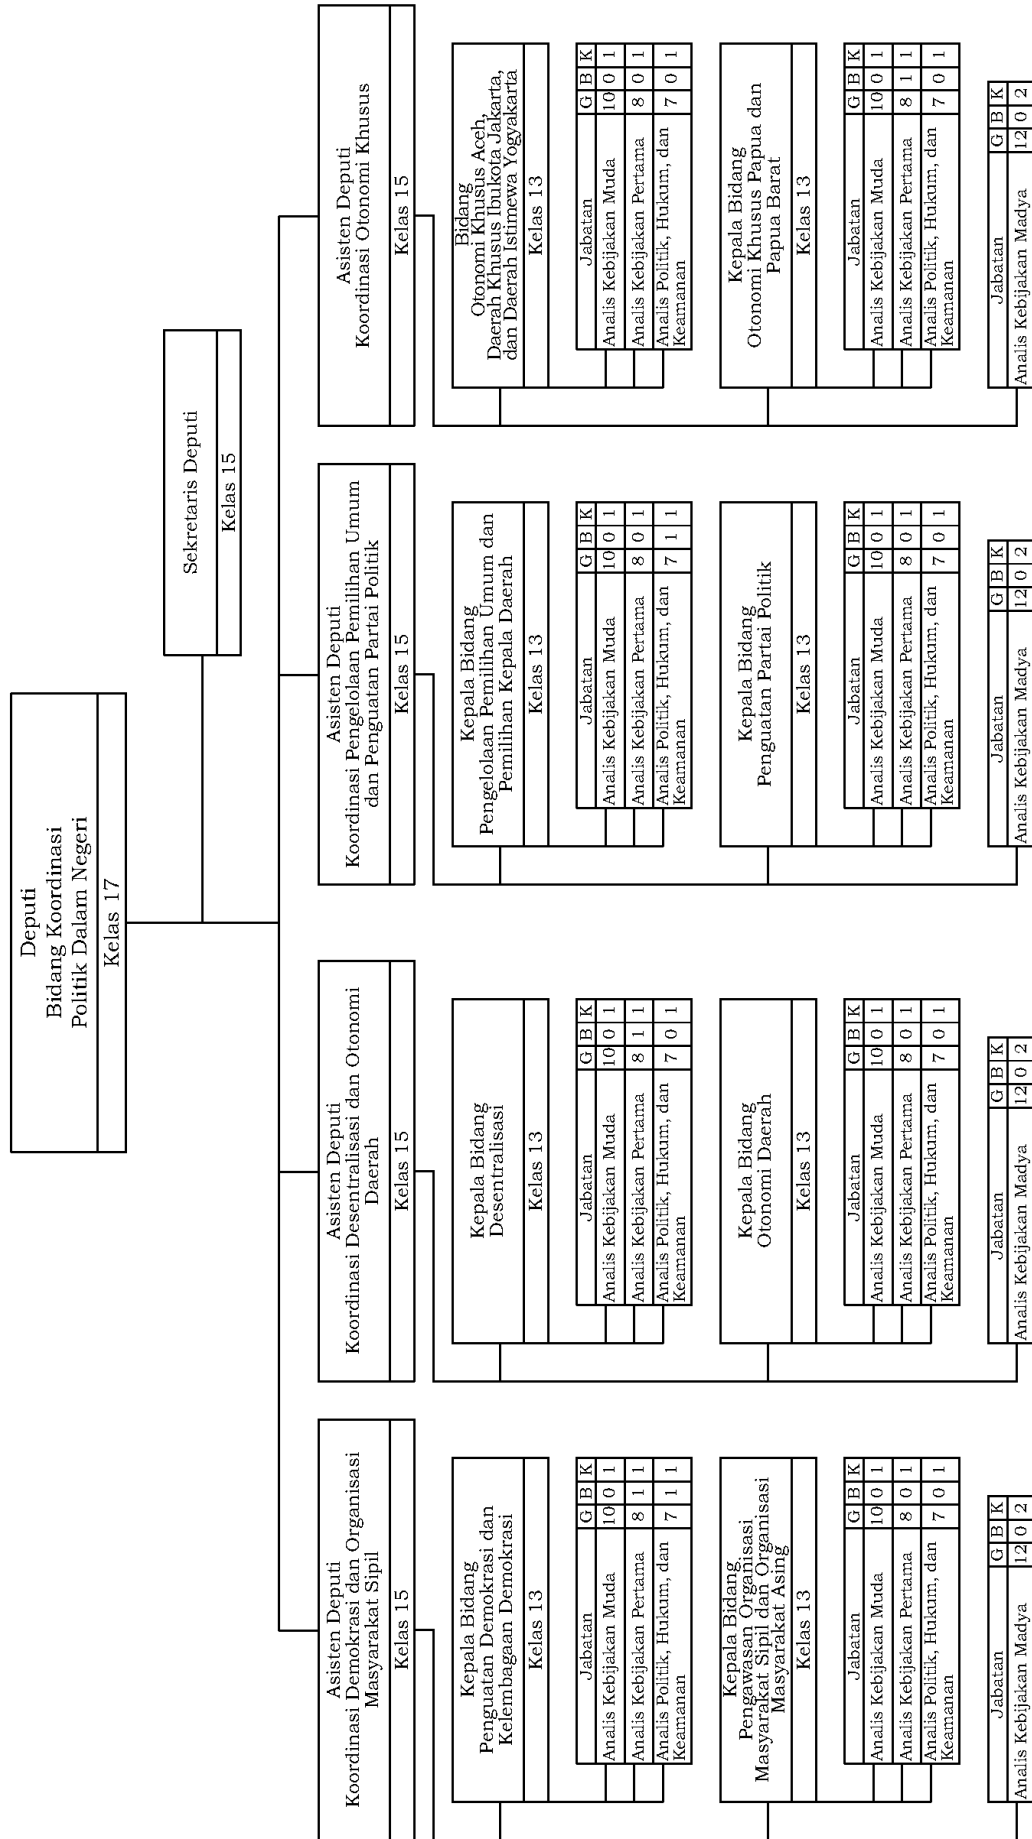 Deputi
Bidang Koordinasi
Politik Dalam Negeri
Kelas 17
Sekretaris Deputi
Kelas 15
Asisten Deputi
Koordinasi Demokrasi dan Organisasi
Masyarakat Sipil
Kelas 15
Kepala Bidang
Penguatan Demokrasi dan
Kelembagaan Demokrasi
Kelas 13
Jabatan G B K
Analis Kebijakan Muda 10 0 1
Analis Kebijakan Pertama 8 1 1
Analis Politik, Hukum, dan
Keamanan 7 1 1
Kepala Bidang
Pengawasan Organisasi
Masyarakat Sipil dan Organisasi
Masyarakat Asing
Kelas 13
Jabatan G B K
Analis Kebijakan Muda 10 0 1
Analis Kebijakan Pertama 8 0 1
Analis Politik, Hukum, dan
Keamanan 7 0 1
Jabatan G B K
Analis Kebijakan Madya 12 0 2
Asisten Deputi
Koordinasi Desentralisasi dan Otonomi
Daerah
Kelas 15
Kepala Bidang
Desentralisasi
Kelas 13
Jabatan G B K
Analis Kebijakan Muda 10 0 1
Analis Kebijakan Pertama 8 1 1
Analis Politik, Hukum, dan
Keamanan 7 0 1
Kepala Bidang
Otonomi Daerah
Kelas 13
Jabatan G B K
Analis Kebijakan Muda 10 0 1
Analis Kebijakan Pertama 8 0 1
Analis Politik, Hukum, dan
Keamanan 7 0 1
Jabatan G B K
Analis Kebijakan Madya 12 0 2
Asisten Deputi
Koordinasi Pengelolaan Pemilihan Umum
dan Penguatan Partai Politik
Kelas 15
Kepala Bidang
Pengelolaan Pemilihan Umum dan
Pemilihan Kepala Daerah
Kelas 13
Jabatan G B K
Analis Kebijakan Muda 10 0 1
Analis Kebijakan Pertama 8 0 1
Analis Politik, Hukum, dan
Keamanan 7 1 1
Kepala Bidang
Penguatan Partai Politik
Kelas 13
Jabatan G B K
Analis Kebijakan Muda 10 0 1
Analis Kebijakan Pertama 8 0 1
Analis Politik, Hukum, dan
Keamanan 7 0 1
Jabatan G B K
Analis Kebijakan Madya 12 0 2
Asisten Deputi
Koordinasi Otonomi Khusus
Kelas 15
Bidang
Otonomi Khusus Aceh,
Daerah Khusus Ibukota Jakarta,
dan Daerah Istimewa Yogyakarta
Kelas 13
Jabatan G B K
Analis Kebijakan Muda 10 0 1
Analis Kebijakan Pertama 8 0 1
Analis Politik, Hukum, dan
Keamanan 7 0 1
Kepala Bidang
Otonomi Khusus Papua dan
Papua Barat
Kelas 13
Jabatan G B K
Analis Kebijakan Muda 10 0 1
Analis Kebijakan Pertama 8 1 1
Analis Politik, Hukum, dan
Keamanan 7 0 1
Jabatan G B K
Analis Kebijakan Madya 12 0 2